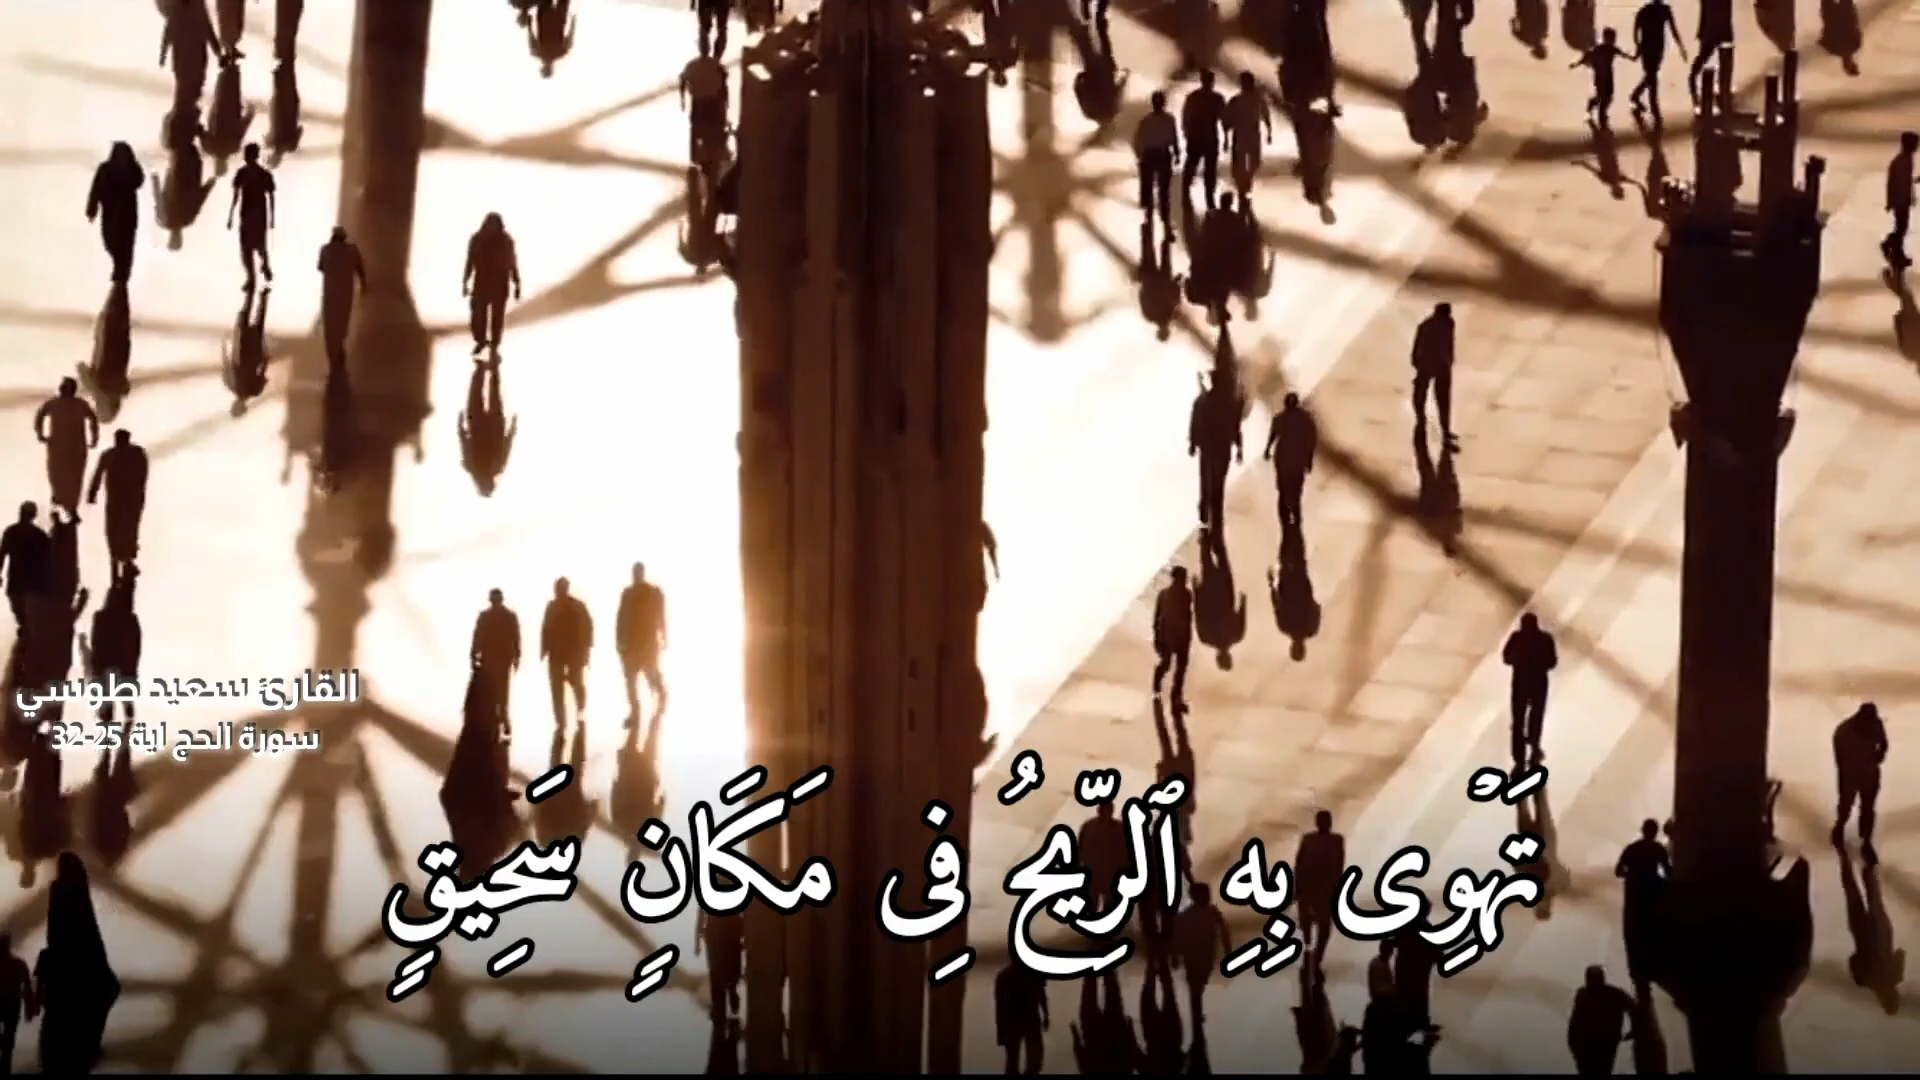 القارئ سعيد طوسي
سورة الحج اية 25-32
تَهْوِى بِهِ ٱلرِّيحُ فِى مَكَانٍ سَحِيقٍ